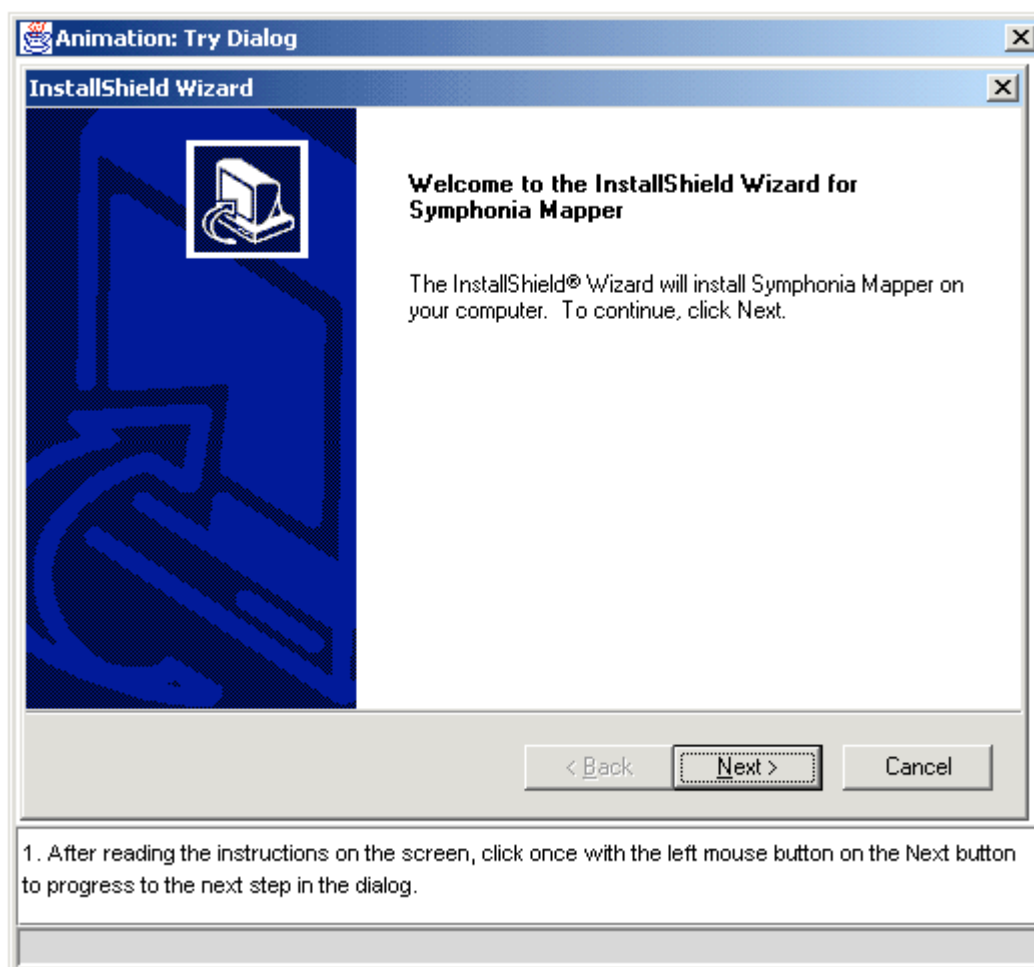 Animation: Try Dialog
InstallShield Wizard
Welcome to the InstallShield Wizard for
Symphonia Mapper
The InstallShield® Wizard will install Symphonia Mapper on
your computer.  To continue, click Next.
< Back
Next >
Cancel
1. After reading the instructions on the screen, click once with the left mouse button on the Next button
to progress to the next step in the dialog.